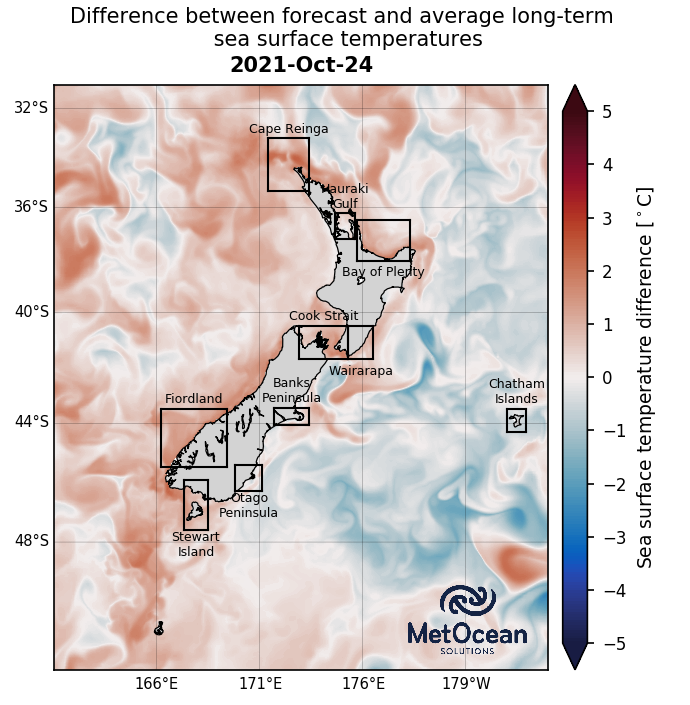 Difference between forecast and average long-term
sea surface temperatures
2021-Oct-24
32°S
36°S
40°S
44°S
48°S
Cape Reinga
Hauraki
Gulf
Bay of Plenty
Cook Strait
Wairarapa
Banks
Peninsula
Fiordland
Chatham
Islands
Otago
Peninsula
Stewart
Island
MetOcean
SOLUTIONS
166°E
171°E
176°E
179°W
5
4
3
2
1
0
−1
−2
−3
−4
−5
Sea surface temperature difference [°C]